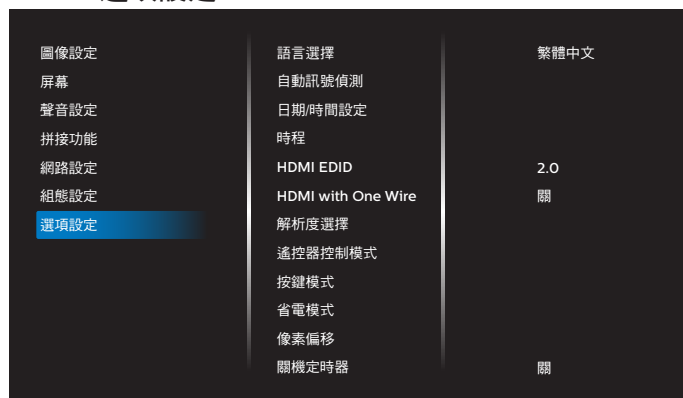 圖像設定
屏幕
聲音設定
拼接功能
網路設定
組態設定
選項設定
語言選擇 繁體中文
自動訊號偵測
日期/時間設定
時程
HDMI EDID 2.0
HDMI with One Wire 關
解析度選擇
遙控器控制模式
按鍵模式
省電模式
像素偏移
關機定時器 關